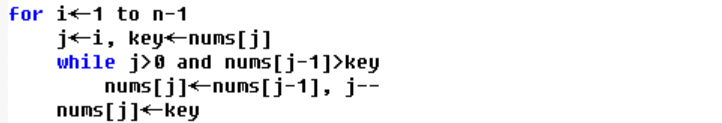 for i←1 to n-1
j←i, key←nums[j]
while j>0 and nums[j-1]>key
nums[j]←nums[j-1], j--
nums[j]←key